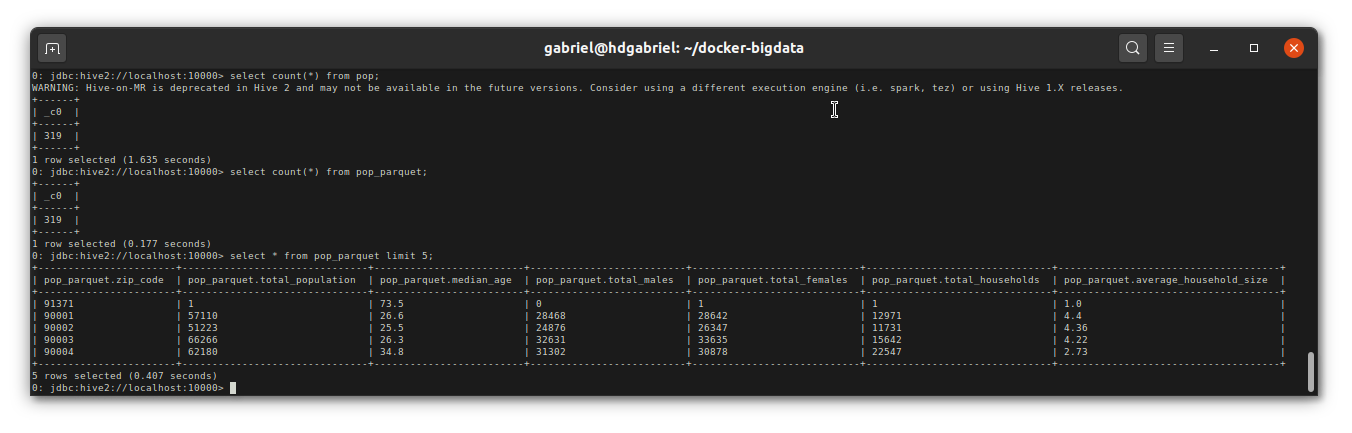 gabriel@hdgabriel: ~/docker-bigdata
0: jdbc:hive2://localhost:10000> select count(*) from pop;
WARNING: Hive-on-MR is deprecated in Hive 2 and may not be available in the future versions. Consider using a different execution engine (i.e. spark, tez) or using Hive 1.X releases.
+------+
| _c0  |
+------+
| 319  |
+------+
1 row selected (1.635 seconds)
0: jdbc:hive2://localhost:10000> select count(*) from pop_parquet;
+------+
| _c0  |
+------+
| 319  |
+------+
1 row selected (0.177 seconds)
0: jdbc:hive2://localhost:10000> select * from pop_parquet limit 5;
+-----------------------+-------------------------------+-------------------------+--------------------------+----------------------------+-------------------------------+-------------------------------------+
| pop_parquet.zip_code  | pop_parquet.total_population  | pop_parquet.median_age  | pop_parquet.total_males  | pop_parquet.total_females  | pop_parquet.total_households  | pop_parquet.average_household_size  |
+-----------------------+-------------------------------+-------------------------+--------------------------+----------------------------+-------------------------------+-------------------------------------+
| 91371                 | 1                             | 73.5                    | 0                        | 1                          | 1                             | 1.0                                 |
| 90001                 | 57110                         | 26.6                    | 28468                    | 28642                      | 12971                         | 4.4                                 |
| 90002                 | 51223                         | 25.5                    | 24876                    | 26347                      | 11731                         | 4.36                                |
| 90003                 | 66266                         | 26.3                    | 32631                    | 33635                      | 15642                         | 4.22                                |
| 90004                 | 62180                         | 34.8                    | 31302                    | 30878                      | 22547                         | 2.73                                |
+-----------------------+-------------------------------+-------------------------+--------------------------+----------------------------+-------------------------------+-------------------------------------+
5 rows selected (0.407 seconds)
0: jdbc:hive2://localhost:10000>